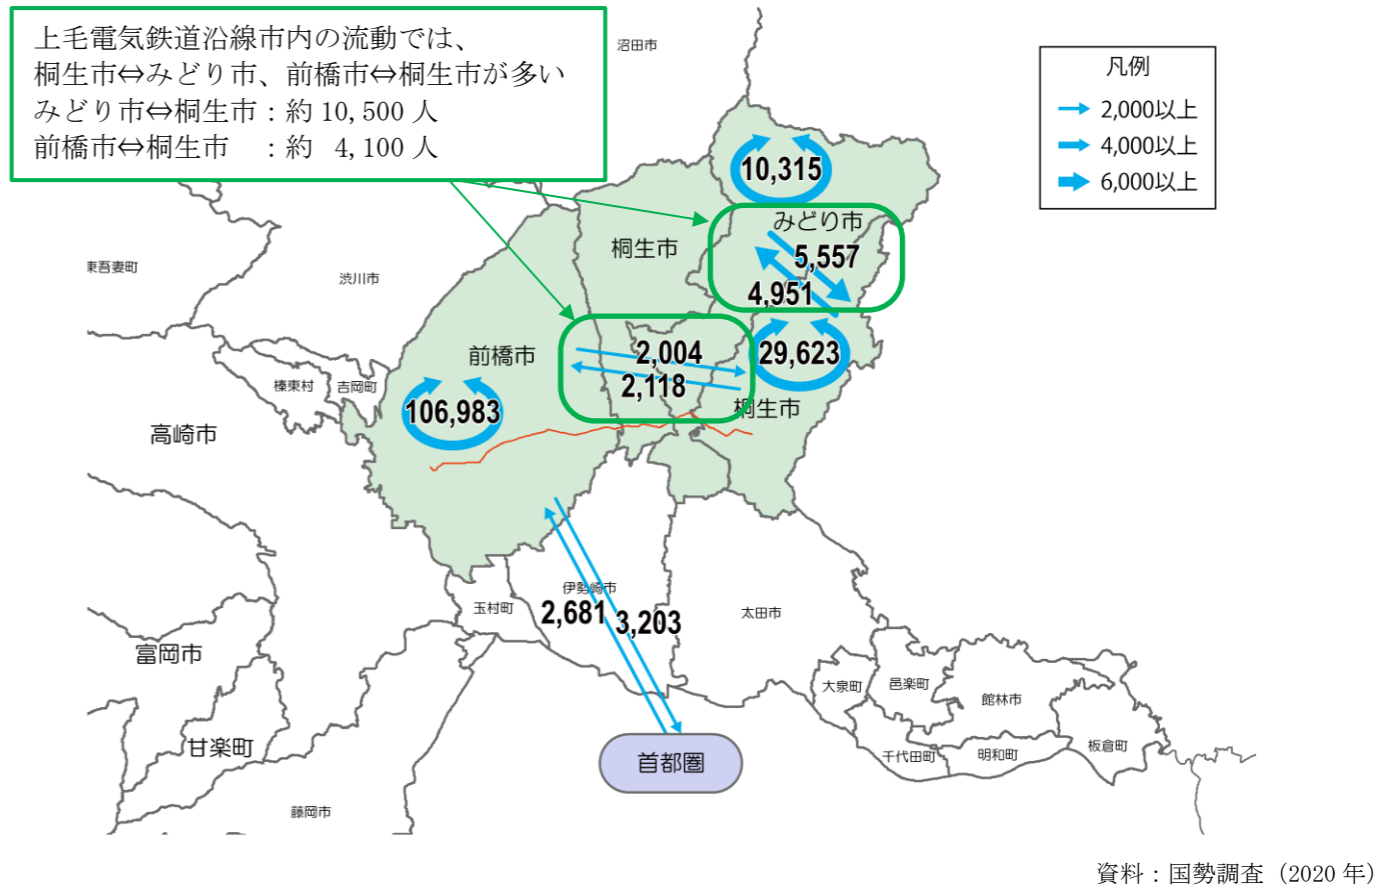 上毛電気鉄道沿線市内の流動では、
桐生市⇔みどり市、前橋市⇔桐生市が多い
みどり市⇔桐生市：約 10,500 人
前橋市⇔桐生市　：約　4,100 人
沼田市
凡例
2,000以上
4,000以上
6,000以上
10,315
みどり市
5,557
4,951
桐生市
東吾妻町
渋川市
29,623
前橋市
2,004
2,118
榛東村
吉岡町
106,983
桐生市
高崎市
伊勢崎市
玉村町
2,681
3,203
太田市
富岡市
大泉町
邑楽町
館林市
甘楽町
首都圏
千代田町
明和町
板倉町
藤岡市
資料：国勢調査（2020 年）